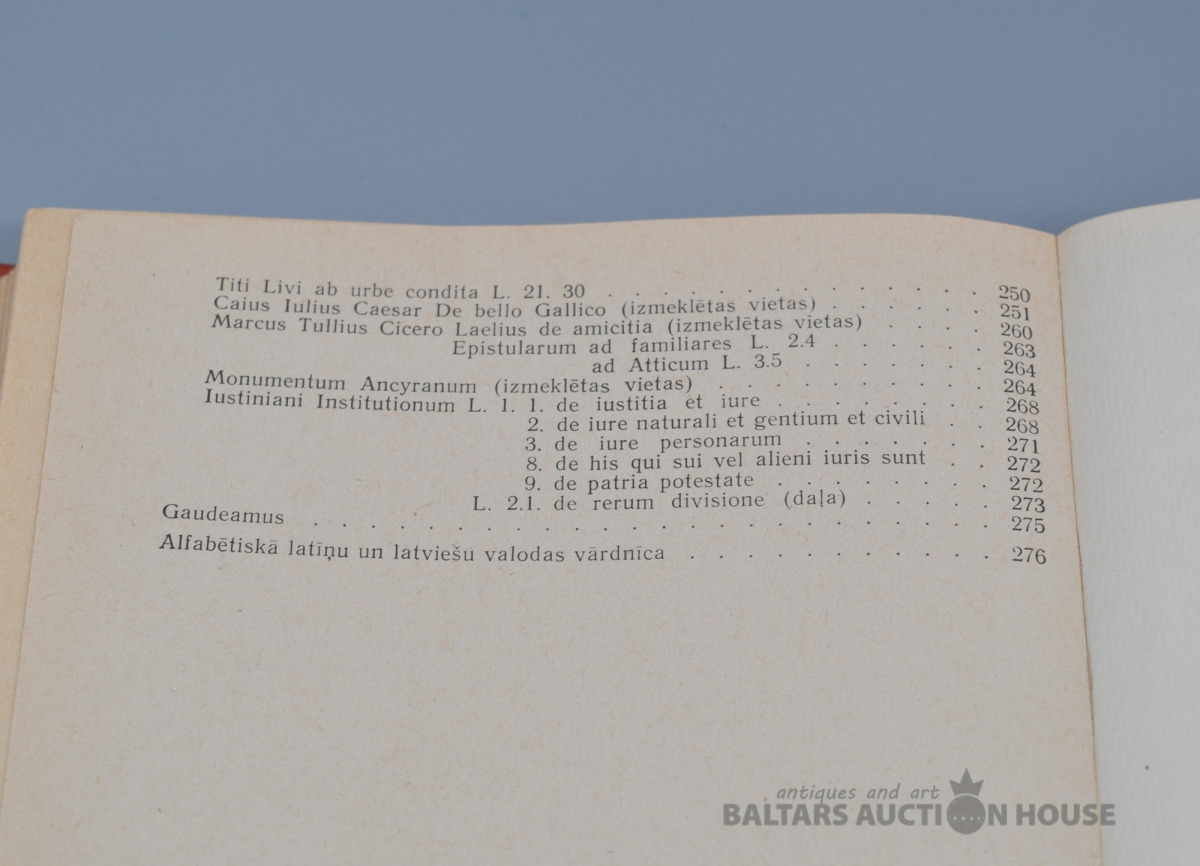 Titi Livi ab urbe condita L. 21. 30 . . . . . . . . . . . . . 250
Caius Iulius Caesar De bello Gallico (izmeklētas vietas) . . . . . 251
Marcus Tullius Cicero Laelius de amicitia (izmeklētas vietas) . . . . 260
Epistularum ad familiares L. 2.4 . . . . . . 263
ad Atticum L. 3.5 . . . . . . . 264
Monumentum Ancyranum (izmeklētas vietas) . . . . . . . . . . 264
Iustiniani Institutionum L. 1. 1. de iustitia et iure . . . . . . . . 268
2. de iure naturali et gentium et civili . . 268
3. de iure personarum . . . . . . . 271
8. de his qui sui vel alieni iuris sunt . . 272
9. de patria potestate . . . . . . . . 272
L. 2.1. de rerum divisione (daļa) . . . . . 273
Gaudeamus . . . . . . . . . . . . . . . . . . . . . . . . 275
Alfabētiskā latīņu un latviešu valodas vārdnīca . . . . . . . . . . . 276
antiques and art
BALTARS AUCTION HOUSE